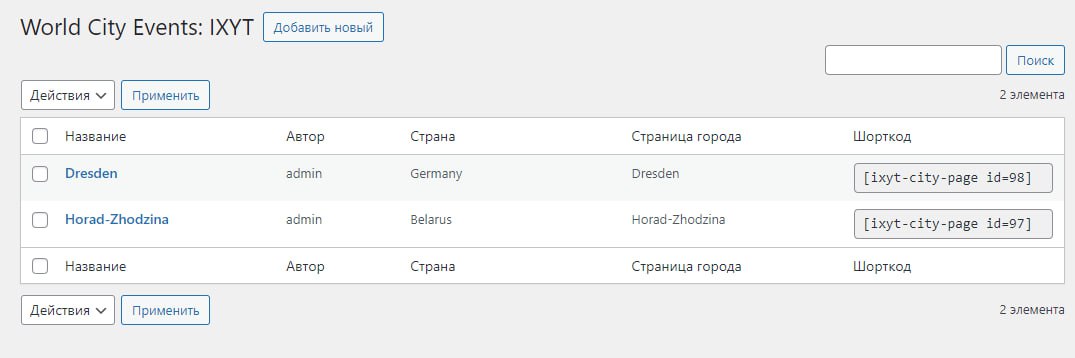 World City Events: IXYT Добавить новый
Поиск
Действия Применить 2 элемента
Название Автор Страна Страница города Шорткод
Dresden admin Germany Dresden [ixyt-city-page id=98]
Horad-Zhodzina admin Belarus Horad-Zhodzina [ixyt-city-page id=97]
Название Автор Страна Страница города Шорткод
Действия Применить 2 элемента